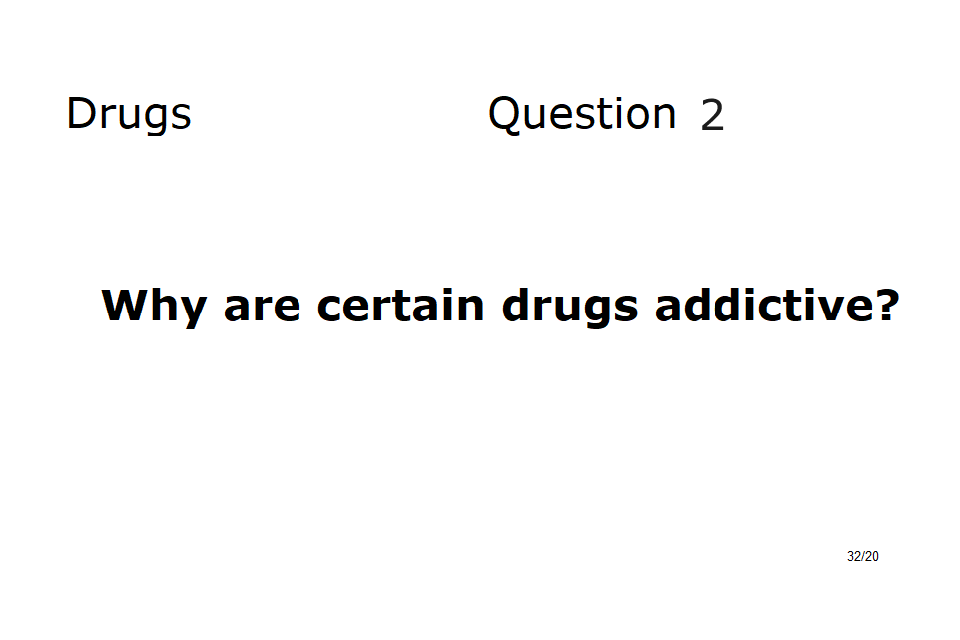 Drugs Question 2
Why are certain drugs addictive?
32/20